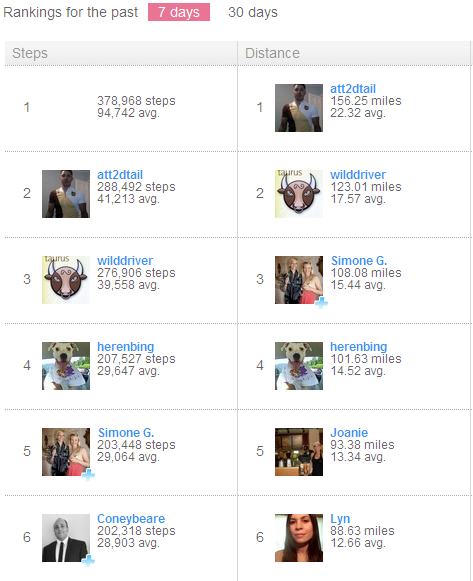 Rankings for the past 7 days 30 days
Steps
1
378,968 steps
94,742 avg.
2
att2dtail
288,492 steps
41,213 avg.
taurus
3
wilddriver
276,906 steps
39,558 avg.
4
herenbing
207,527 steps
29,647 avg.
5
Simone G.
203,448 steps
29,064 avg.
6
Coneybeare
202,318 steps
28,903 avg.
Distance
1
att2dtail
156.25 miles
22.32 avg.
taurus
2
wilddriver
123.01 miles
17.57 avg.
3
Simone G.
108.08 miles
15.44 avg.
4
herenbing
101.63 miles
14.52 avg.
5
Joanie
93.38 miles
13.34 avg.
6
Lyn
88.63 miles
12.66 avg.